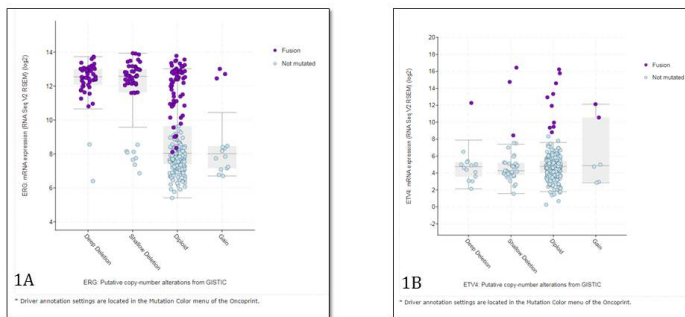 Fusion
Not mutated
ERG: mRNA expression (RNA Seq V2 RSEM) (log2)
14
12
10
8
6
4
Deep Deletion
Shallow Deletion
Diploid
Gain
1A
ERG: Putative copy-number alterations from GISTIC
* Driver annotation settings are located in the Mutation Color menu of the Oncoprint.
Fusion
Not mutated
ETV4: mRNA expression (RNA Seq V2 RSEM) (log2)
20
18
16
14
12
10
8
6
4
2
0
-2
Deep Deletion
Shallow Deletion
Diploid
Gain
1B
ETV4: Putative copy-number alterations from GISTIC
* Driver annotation settings are located in the Mutation Color menu of the Oncoprint.